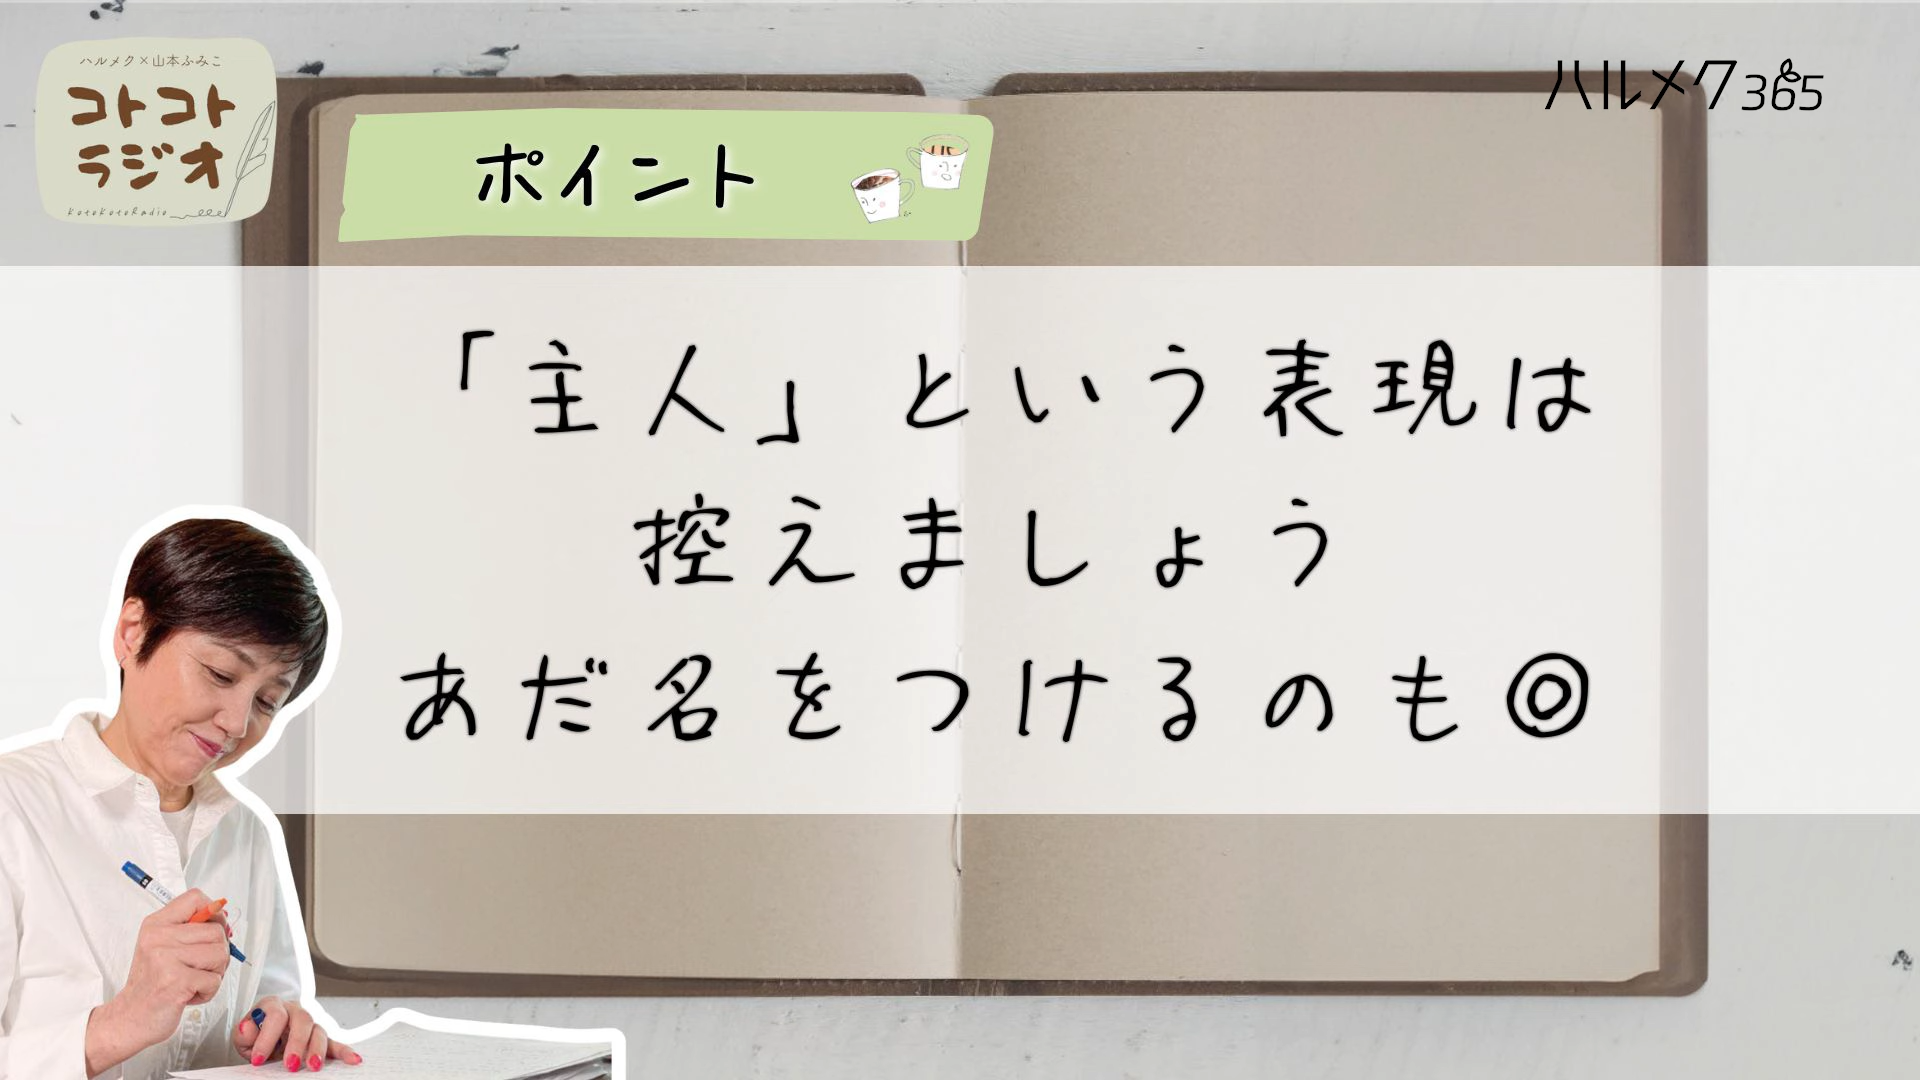 ハルメク×山本ふみこ
コトコト
ラジオ
KotoKotoRadio
ハルメク365
ポイント
「主人」という表現は
控えましょう
あだ名をつけるのも◎